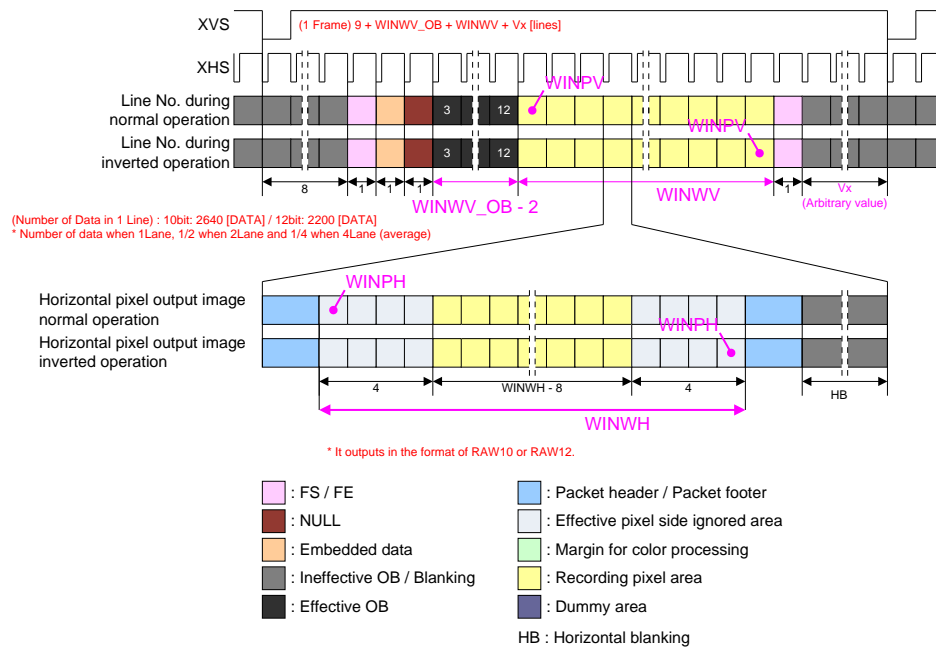 XVS
(1 Frame) 9 + WINWV_OB + WINWV + Vx [lines]
XHS
WINPV
Line No. during
normal operation
3
12
WINPV
Line No. during
inverted operation
3
12
8
1
1
1
WINWV_OB - 2
WINWV
1
Vx
(Arbitrary value)
(Number of Data in 1 Line) : 10bit: 2640 [DATA] / 12bit: 2200 [DATA]
* Number of data when 1Lane, 1/2 when 2Lane and 1/4 when 4Lane (average)
WINPH
Horizontal pixel output image
normal operation
WINPH
Horizontal pixel output image
inverted operation
4
WINWH - 8
4
HB
WINWH
* It outputs in the format of RAW10 or RAW12.
: FS / FE
: Packet header / Packet footer
: NULL
: Effective pixel side ignored area
: Embedded data
: Margin for color processing
: Ineffective OB / Blanking
: Recording pixel area
: Effective OB
: Dummy area
HB : Horizontal blanking